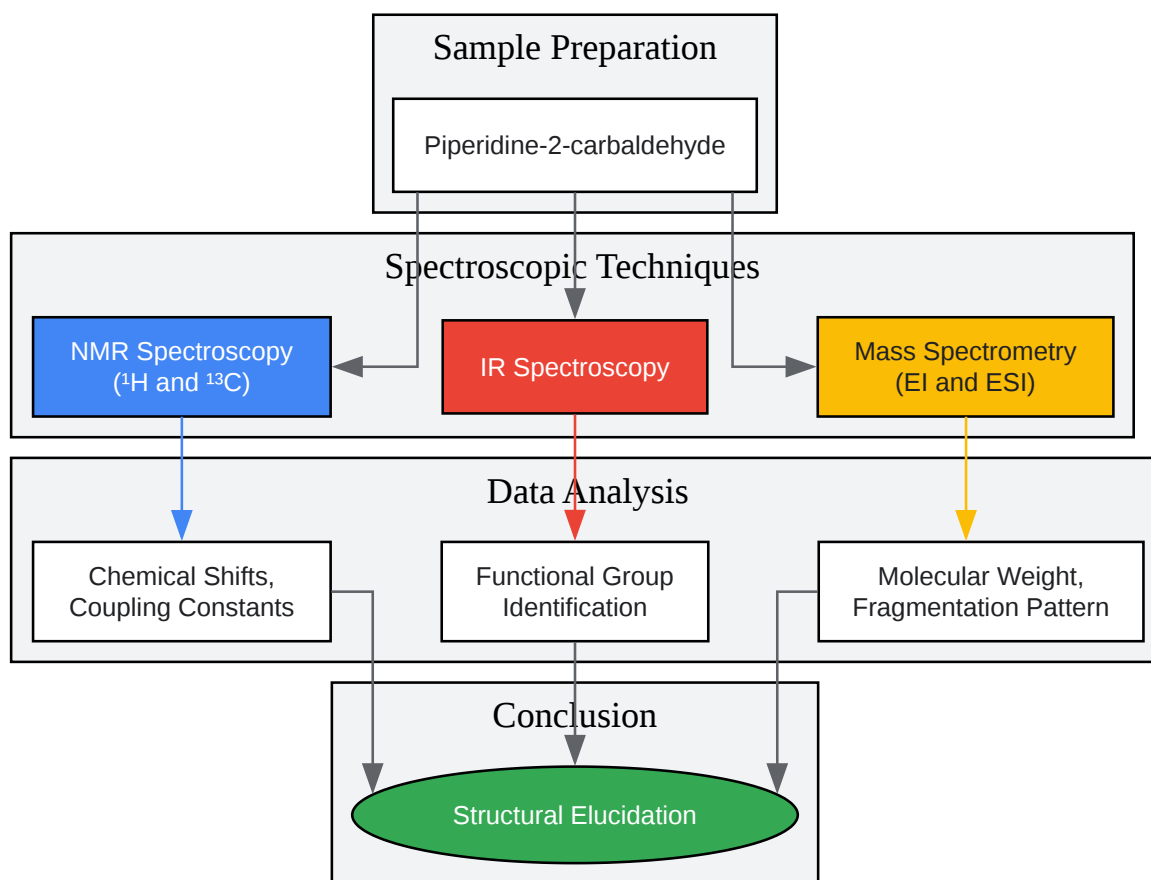 Sample Preparation
Piperidine-2-carbaldehyde
Spectroscopic Techniques
NMR Spectroscopy
(¹H and ¹³C)
IR Spectroscopy
Mass Spectrometry
(EI and ESI)
Data Analysis
Chemical Shifts,
Coupling Constants
Functional Group
Identification
Molecular Weight,
Fragmentation Pattern
Conclusion
Structural Elucidation